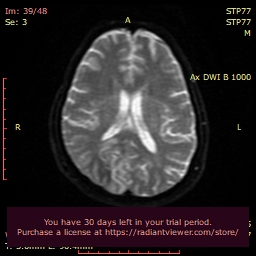 Im: 39/48
Se: 3
STP77
STP77
M
A
Ax DWI B 1000
R
L
You have 30 days left in your trial period.
Purchase a license at https://radiantviewer.com/store/